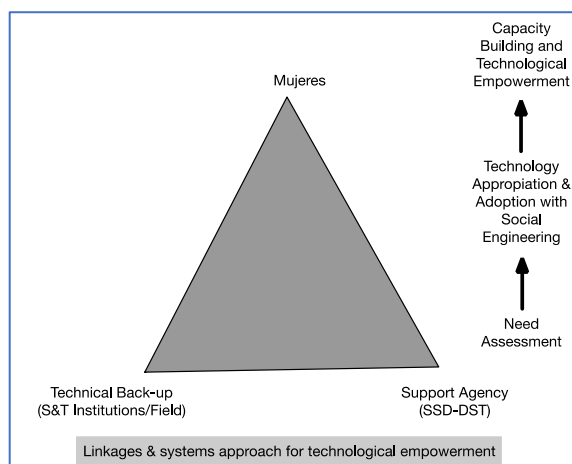 Capacity
Building and
Technological
Empowerment
Mujeres
Technology
Appropiation &
Adoption with
Social
Engineering
Need
Assessment
Technical Back-up
(S&T Institutions/Field)
Support Agency
(SSD-DST)
Linkages & systems approach for technological empowerment